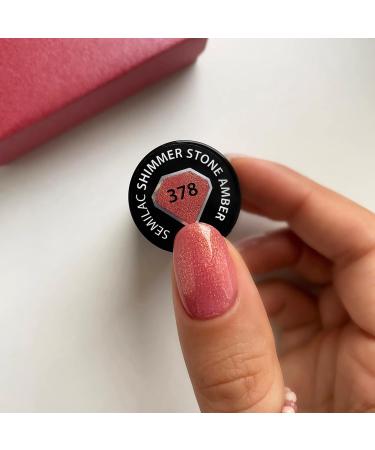 SEMILAC SHIMMER STONE AMBER
378